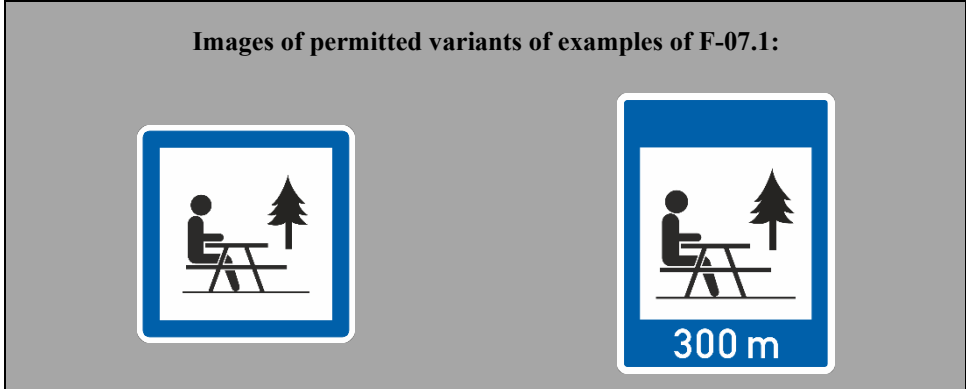 Images of permitted variants of examples of F-07.1:
300 m